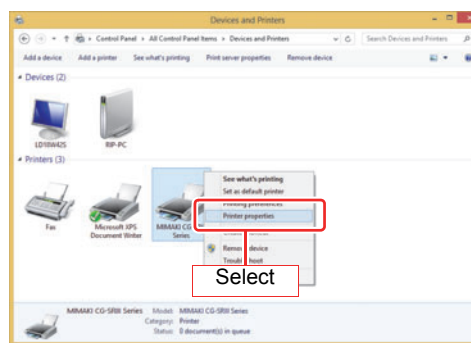 Devices and Printers
Control Panel ▸ All Control Panel Items ▸ Devices and Printers
Search Devices and Printers
Add a device Add a printer See what's printing Print server properties Remove device
Devices (2)
LD18W42S RIP-PC
Printers (3)
See what's printing
Set as default printer
Printing preferences
Printer properties
Remove device
Troubleshoot
Select
Fax
Microsoft XPS
Document Writer
MIMAKI CG
Series
MIMAKI CG-SRIII Series Model: MIMAKI CG-SRIII Series
Category: Printer
Status: 0 document(s) in queue